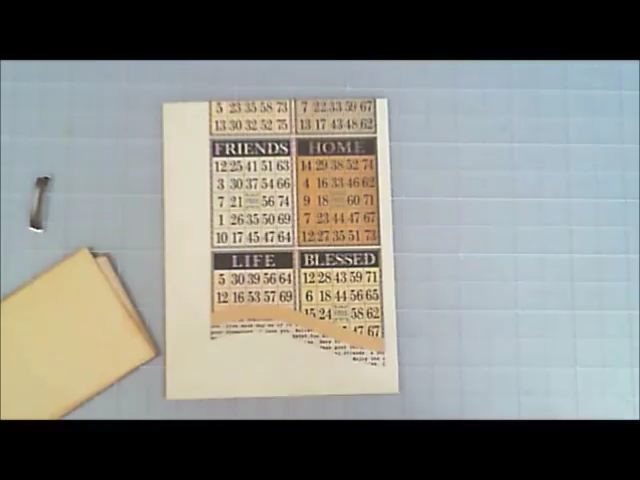 5 23 35 58 73 7 22 33 59 67
13 30 32 52 75 13 17 43 48 62
FRIENDS HOME
12 25 41 51 63 14 29 38 52 74
3 30 37 54 66 4 16 33 46 62
7 21 56 74 9 18 60 71
1 26 35 50 69 7 23 44 47 67
10 17 45 47 64 12 27 35 51 73
LIFE BLESSED
5 30 39 56 64 12 28 43 59 71
12 16 53 57 69 6 18 44 56 65
15 24 58 62
47 67